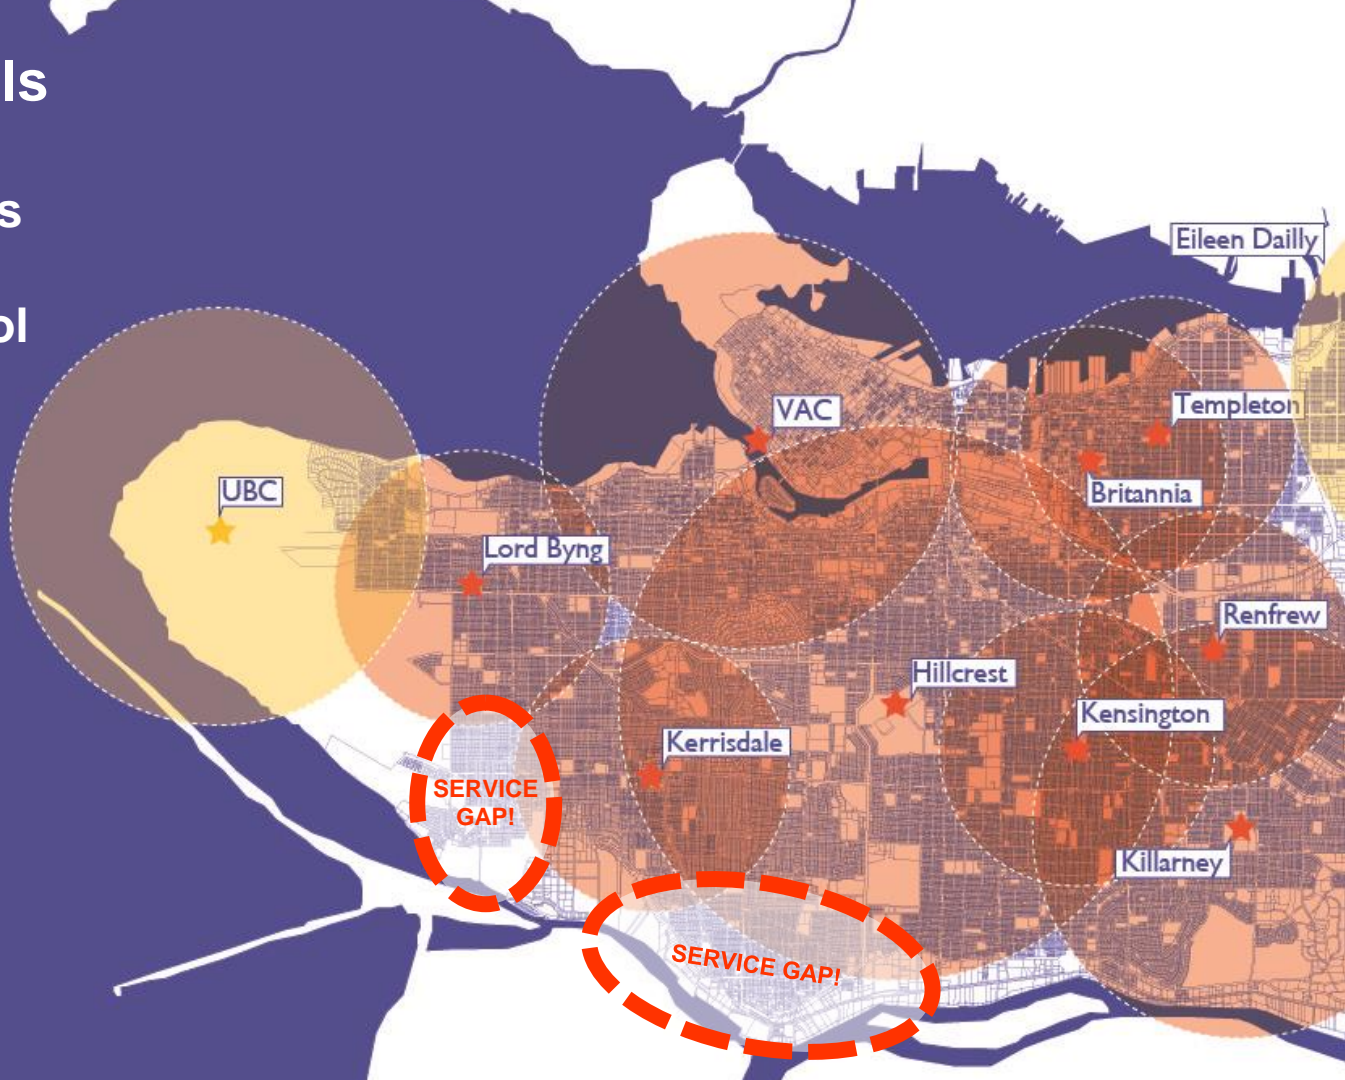 ls
s
ol
Eileen Dailly
VAC
Templeton
UBC
Britannia
Lord Byng
Renfrew
Hillcrest
Kensington
Kerrisdale
SERVICE
GAP!
Killarney
SERVICE GAP!